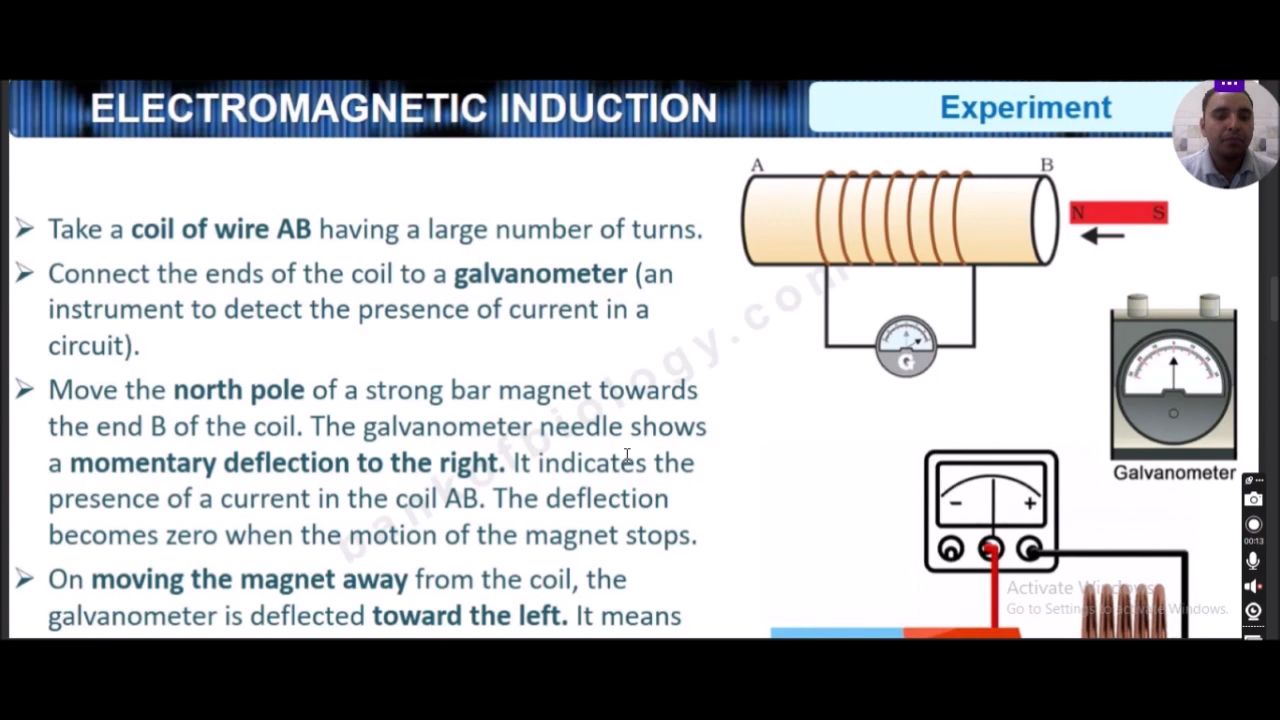 ELECTROMAGNETIC INDUCTION
Experiment
➢ Take a coil of wire AB having a large number of turns.
➢ Connect the ends of the coil to a galvanometer (an
instrument to detect the presence of current in a
circuit).
➢ Move the north pole of a strong bar magnet towards
the end B of the coil. The galvanometer needle shows
a momentary deflection to the right. It indicates the
presence of a current in the coil AB. The deflection
becomes zero when the motion of the magnet stops.
➢ On moving the magnet away from the coil, the
galvanometer is deflected toward the left. It means
A
B
N S
G
Galvanometer
− +
Activate Windows
Go to Settings to activate Windows.
00:13
bankofbiology.com